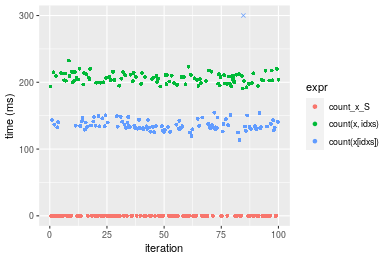 300
200
100
0
time (ms)
0
25
50
75
100
iteration
expr
count_x_S
count(x, idxs)
count(x[idxs])